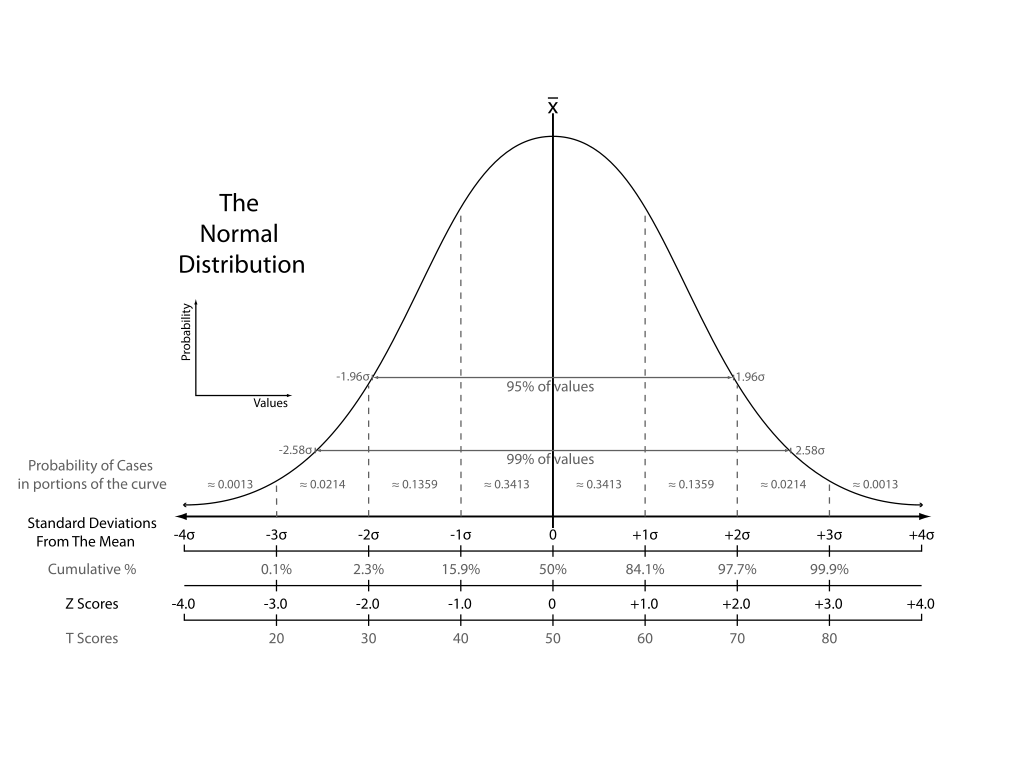 x̅
The
Normal
Distribution
Probability
Values
-1.96σ 1.96σ
95% of values
-2.58σ 2.58σ
99% of values
Probability of Cases
in portions of the curve
≈ 0.0013 ≈ 0.0214 ≈ 0.1359 ≈ 0.3413 ≈ 0.3413 ≈ 0.1359 ≈ 0.0214 ≈ 0.0013
Standard Deviations
From The Mean
-4σ -3σ -2σ -1σ 0 +1σ +2σ +3σ +4σ
Cumulative % 0.1% 2.3% 15.9% 50% 84.1% 97.7% 99.9%
Z Scores -4.0 -3.0 -2.0 -1.0 0 +1.0 +2.0 +3.0 +4.0
T Scores 20 30 40 50 60 70 80